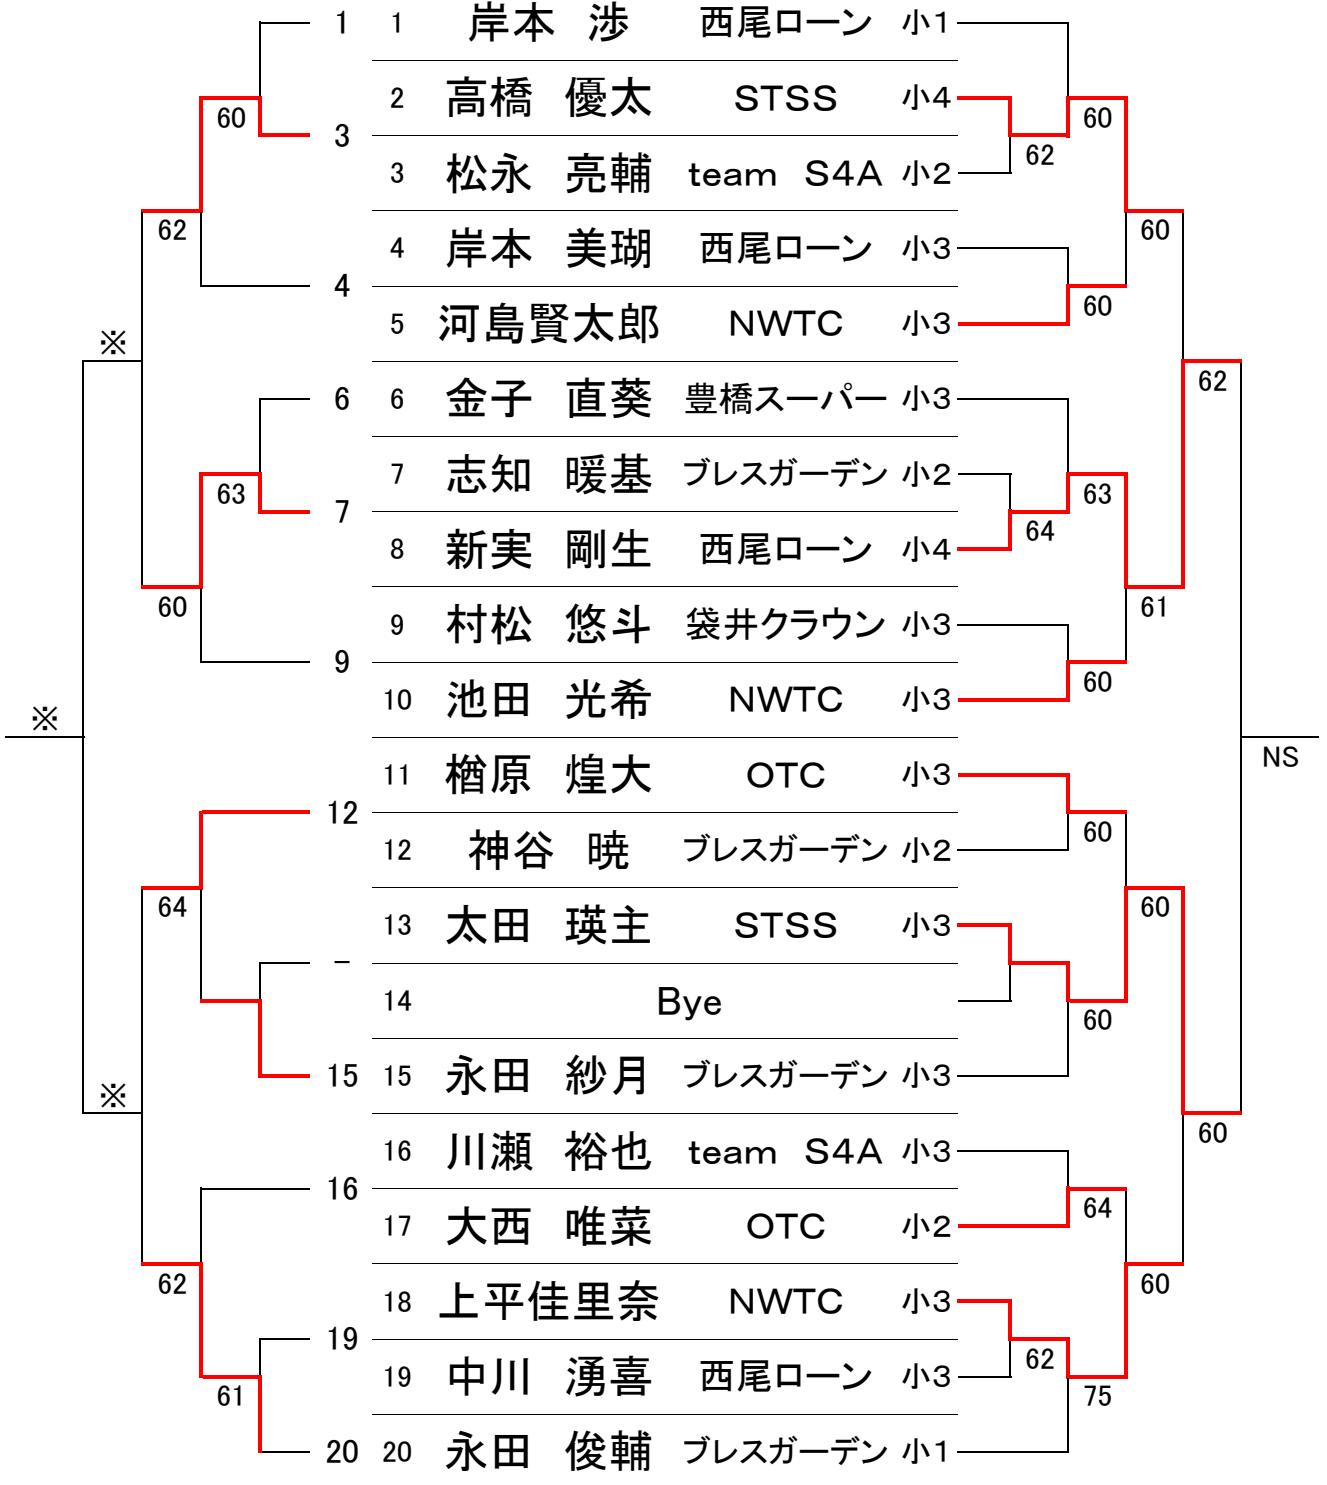 1 1 岸本 渉 西尾ローン 小1
2 高橋 優太 STSS 小4
60 60
3
62
3 松永 亮輔 team S4A 小2
62 60
4 岸本 美瑚 西尾ローン 小3
4
60
5 河島賢太郎 NWTC 小3
※
62
6 6 金子 直葵 豊橋スーパー 小3
7 志知 暖基 ブレスガーデン 小2
63 63
7
64
8 新実 剛生 西尾ローン 小4
60 61
9 村松 悠斗 袋井クラウン 小3
9
60
10 池田 光希 NWTC 小3
※
NS
11 楢原 煌大 OTC 小3
12
60
12 神谷 暁 ブレスガーデン 小2
64 60
13 太田 瑛主 STSS 小3
－
14 Bye
60
15 15 永田 紗月 ブレスガーデン 小3
※
60
16 川瀬 裕也 team S4A 小3
16
64
17 大西 唯菜 OTC 小2
62 60
18 上平佳里奈 NWTC 小3
19
62
19 中川 湧喜 西尾ローン 小3
61 75
20 20 永田 俊輔 ブレスガーデン 小1